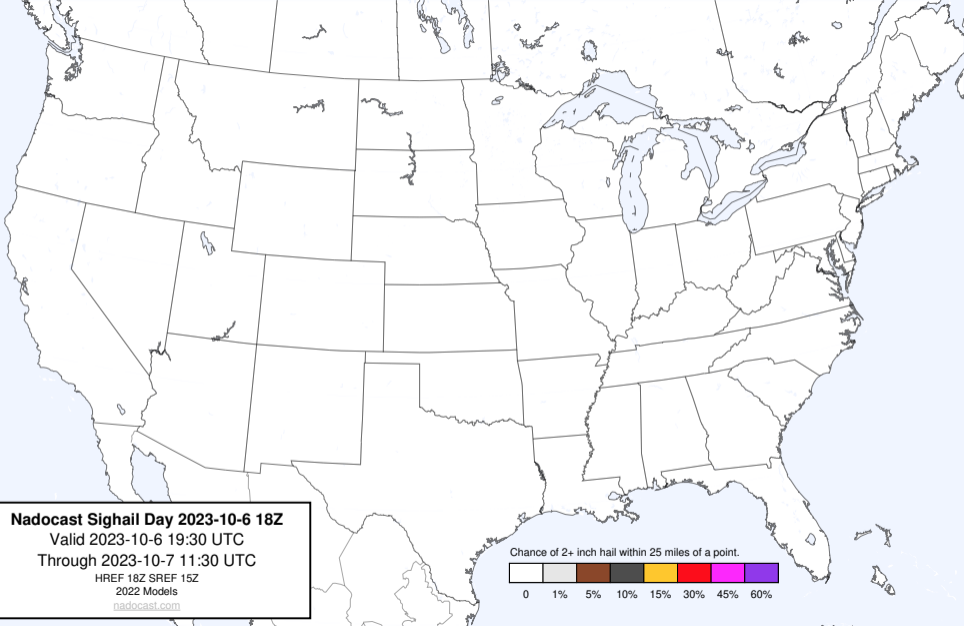 Nadocast Sighail Day 2023-10-6 18Z
Valid 2023-10-6 19:30 UTC
Through 2023-10-7 11:30 UTC
HREF 18Z SREF 15Z
2022 Models
nadocast.com
Chance of 2+ inch hail within 25 miles of a point.
0 1% 5% 10% 15% 30% 45% 60%